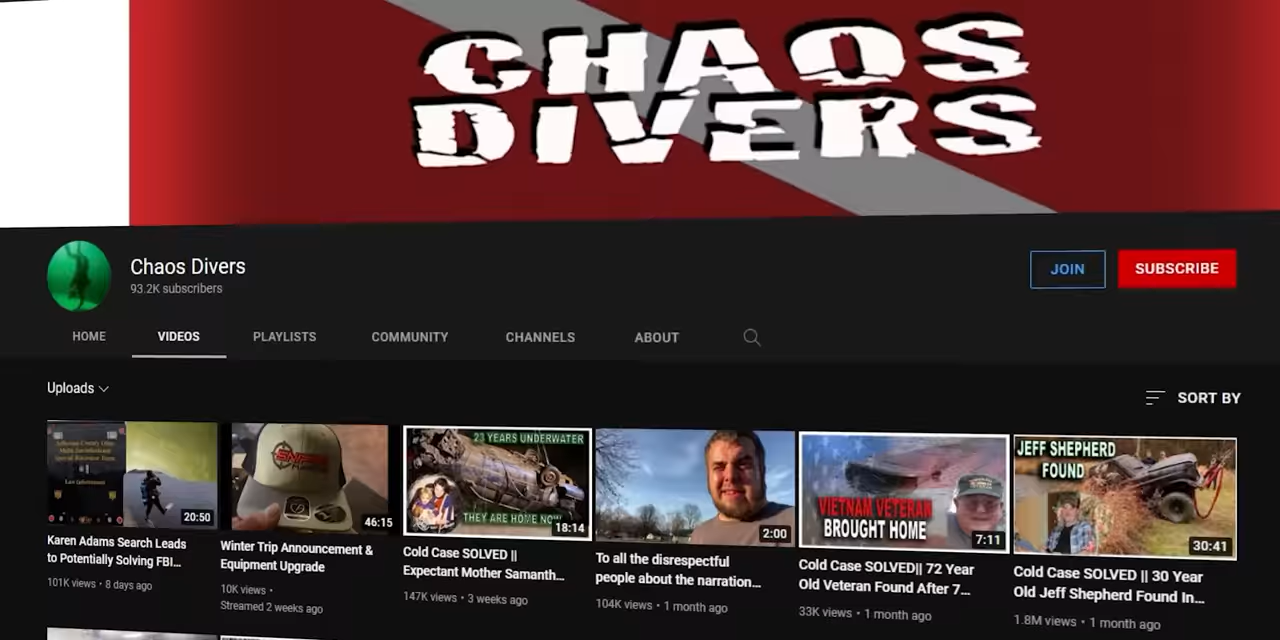 CHAOS
DIVERS
Chaos Divers
93.2K subscribers
JOIN
SUBSCRIBE
HOME
VIDEOS
PLAYLISTS
COMMUNITY
CHANNELS
ABOUT
Uploads
SORT BY
20:50
Karen Adams Search Leads
to Potentially Solving FBI...
101K views • 8 days ago
46:15
Winter Trip Announcement &
Equipment Upgrade
10K views •
Streamed 2 weeks ago
23 YEARS UNDERWATER
THEY ARE HOME NOW
18:14
Cold Case SOLVED ||
Expectant Mother Samanth...
147K views • 3 weeks ago
2:00
To all the disrespectful
people about the narration...
104K views • 1 month ago
VIETNAM VETERAN
BROUGHT HOME
7:11
Cold Case SOLVED|| 72 Year
Old Veteran Found After 7...
33K views • 1 month ago
JEFF SHEPHERD
FOUND
30:41
Cold Case SOLVED || 30 Year
Old Jeff Shepherd Found In...
1.8M views • 1 month ago